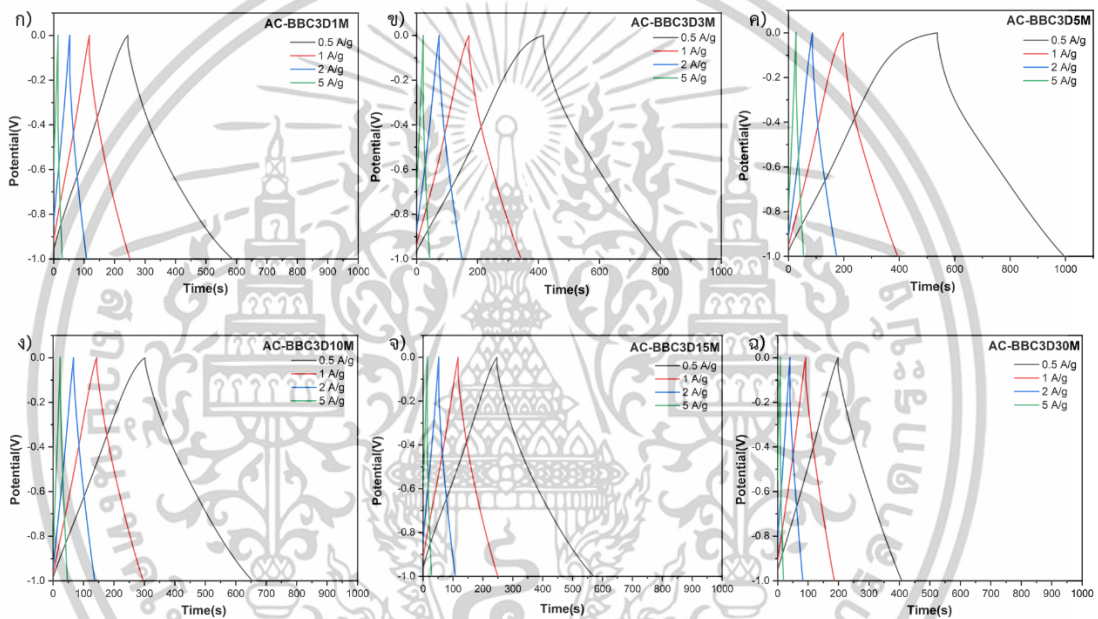 ก)
AC-BBC3D1M
0.5 A/g
1 A/g
2 A/g
5 A/g
Potential(V)
0.0
-0.2
-0.4
-0.6
-0.8
-1.0
0 100 200 300 400 500 600 700 800 900 1000
Time(s)
ข)
AC-BBC3D3M
0.5 A/g
1 A/g
2 A/g
5 A/g
Potential(V)
0.0
-0.2
-0.4
-0.6
-0.8
-1.0
0 200 400 600 800 1000
Time(s)
ค)
AC-BBC3D5M
0.5 A/g
1 A/g
2 A/g
5 A/g
Potential(V)
0.0
-0.2
-0.4
-0.6
-0.8
-1.0
0 200 400 600 800 1000
Time(s)
ง)
AC-BBC3D10M
0.5 A/g
1 A/g
2 A/g
5 A/g
Potential(V)
0.0
-0.2
-0.4
-0.6
-0.8
-1.0
0 100 200 300 400 500 600 700 800 900 1000
Time(s)
จ)
AC-BBC3D15M
0.5 A/g
1 A/g
2 A/g
5 A/g
Potential(V)
0.0
-0.2
-0.4
-0.6
-0.8
-1.0
0 100 200 300 400 500 600 700 800 900 1000
Time(s)
ฉ)
AC-BBC3D30M
0.5 A/g
1 A/g
2 A/g
5 A/g
Potential(V)
0.0
-0.2
-0.4
-0.6
-0.8
-1.0
0 100 200 300 400 500 600 700 800 900 1000
Time(s)